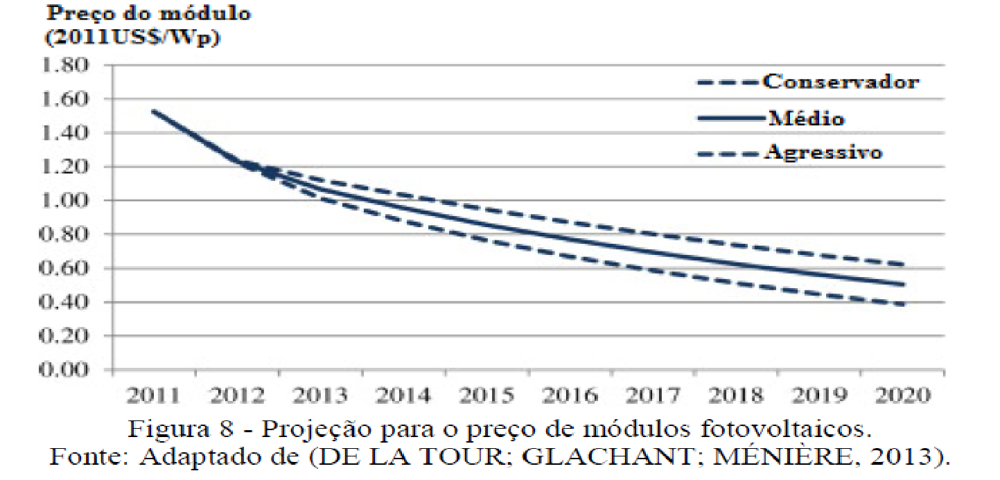 Preço do módulo
(2011US$/Wp)
1.80
1.60
1.40
1.20
1.00
0.80
0.60
0.40
0.20
0.00
Conservador
Médio
Agressivo
2011 2012 2013 2014 2015 2016 2017 2018 2019 2020
Figura 8 - Projeção para o preço de módulos fotovoltaicos.
Fonte: Adaptado de (DE LA TOUR; GLACHANT; MÉNIÈRE, 2013).